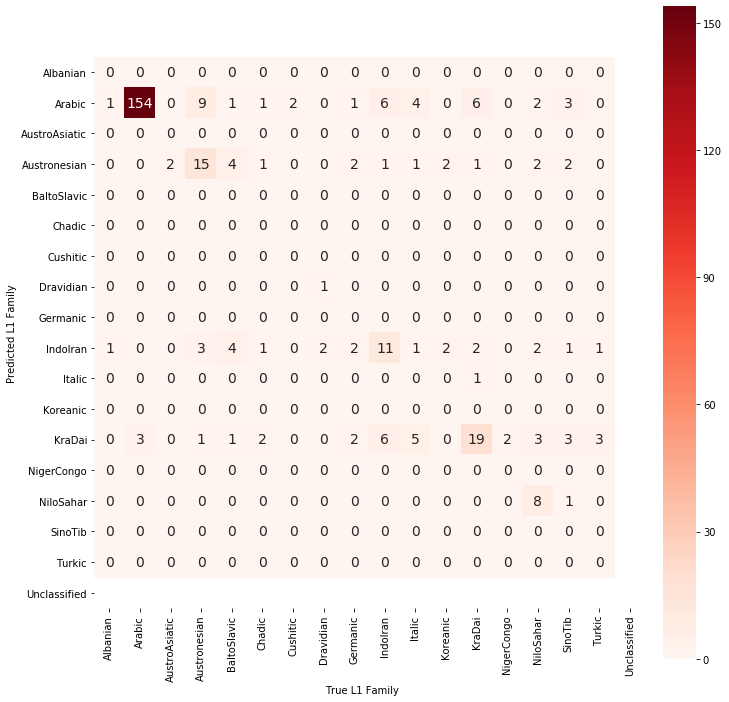 Albanian 0 0 0 0 0 0 0 0 0 0 0 0 0 0 0 0 0
Arabic 1 154 0 9 1 1 2 0 1 6 4 0 6 0 2 3 0
AustroAsiatic 0 0 0 0 0 0 0 0 0 0 0 0 0 0 0 0 0
Austronesian 0 0 2 15 4 1 0 0 2 1 1 2 1 0 2 2 0
BaltoSlavic 0 0 0 0 0 0 0 0 0 0 0 0 0 0 0 0 0
Chadic 0 0 0 0 0 0 0 0 0 0 0 0 0 0 0 0 0
Cushitic 0 0 0 0 0 0 0 0 0 0 0 0 0 0 0 0 0
Dravidian 0 0 0 0 0 0 0 1 0 0 0 0 0 0 0 0 0
Germanic 0 0 0 0 0 0 0 0 0 0 0 0 0 0 0 0 0
IndoIran 1 0 0 3 4 1 0 2 2 11 1 2 2 0 2 1 1
Italic 0 0 0 0 0 0 0 0 0 0 0 0 1 0 0 0 0
Koreanic 0 0 0 0 0 0 0 0 0 0 0 0 0 0 0 0 0
KraDai 0 3 0 1 1 2 0 0 2 6 5 0 19 2 3 3 3
NigerCongo 0 0 0 0 0 0 0 0 0 0 0 0 0 0 0 0 0
NiloSahar 0 0 0 0 0 0 0 0 0 0 0 0 0 0 8 1 0
SinoTib 0 0 0 0 0 0 0 0 0 0 0 0 0 0 0 0 0
Turkic 0 0 0 0 0 0 0 0 0 0 0 0 0 0 0 0 0
Unclassified
Predicted L1 Family
Albanian
Arabic
AustroAsiatic
Austronesian
BaltoSlavic
Chadic
Cushitic
Dravidian
Germanic
IndoIran
Italic
Koreanic
KraDai
NigerCongo
NiloSahar
SinoTib
Turkic
Unclassified
True L1 Family
150
120
90
60
30
0